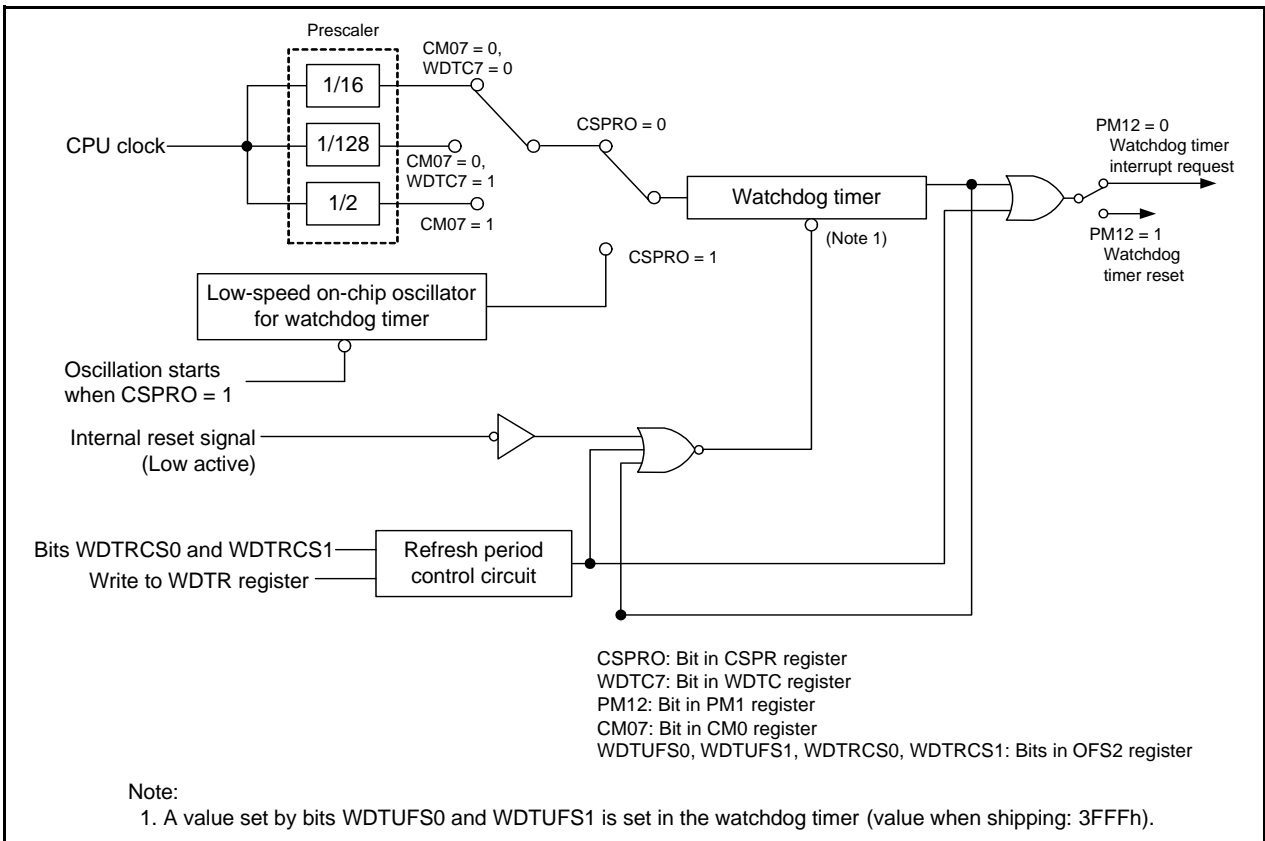 Prescaler
CM07 = 0,
WDTC7 = 0
1/16
CSPRO = 0
PM12 = 0
Watchdog timer
interrupt request
CPU clock
1/128
CM07 = 0,
WDTC7 = 1
1/2
CM07 = 1
Watchdog timer
(Note 1)
PM12 = 1
Watchdog
timer reset
CSPRO = 1
Low-speed on-chip oscillator
for watchdog timer
Oscillation starts
when CSPRO = 1
Internal reset signal
(Low active)
Bits WDTRCS0 and WDTRCS1
Write to WDTR register
Refresh period
control circuit
CSPRO: Bit in CSPR register
WDTC7: Bit in WDTC register
PM12: Bit in PM1 register
CM07: Bit in CM0 register
WDTUFS0, WDTUFS1, WDTRCS0, WDTRCS1: Bits in OFS2 register
Note:
1. A value set by bits WDTUFS0 and WDTUFS1 is set in the watchdog timer (value when shipping: 3FFFh).